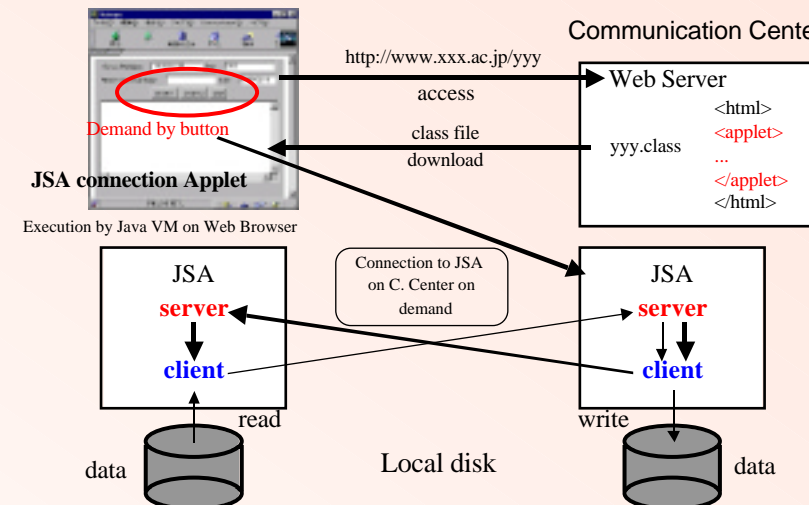 Communication Cente
http://www.xxx.ac.jp/yyy
access
Web Server
<html>
<applet>
...
</applet>
</html>
yyy.class
class file
download
Demand by button
JSA connection Applet
Execution by Java VM on Web Browser
JSA
server
client
Connection to JSA
on C. Center on
demand
JSA
server
client
read
write
data
Local disk
data